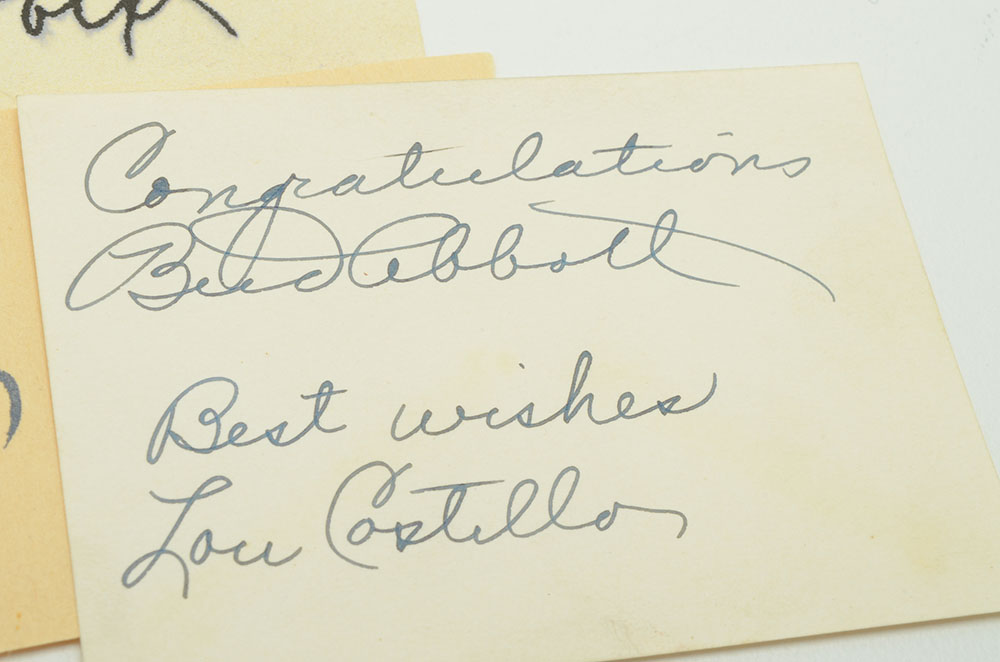 Congratulations
Bud Abbott
Best wishes
Lou Costello